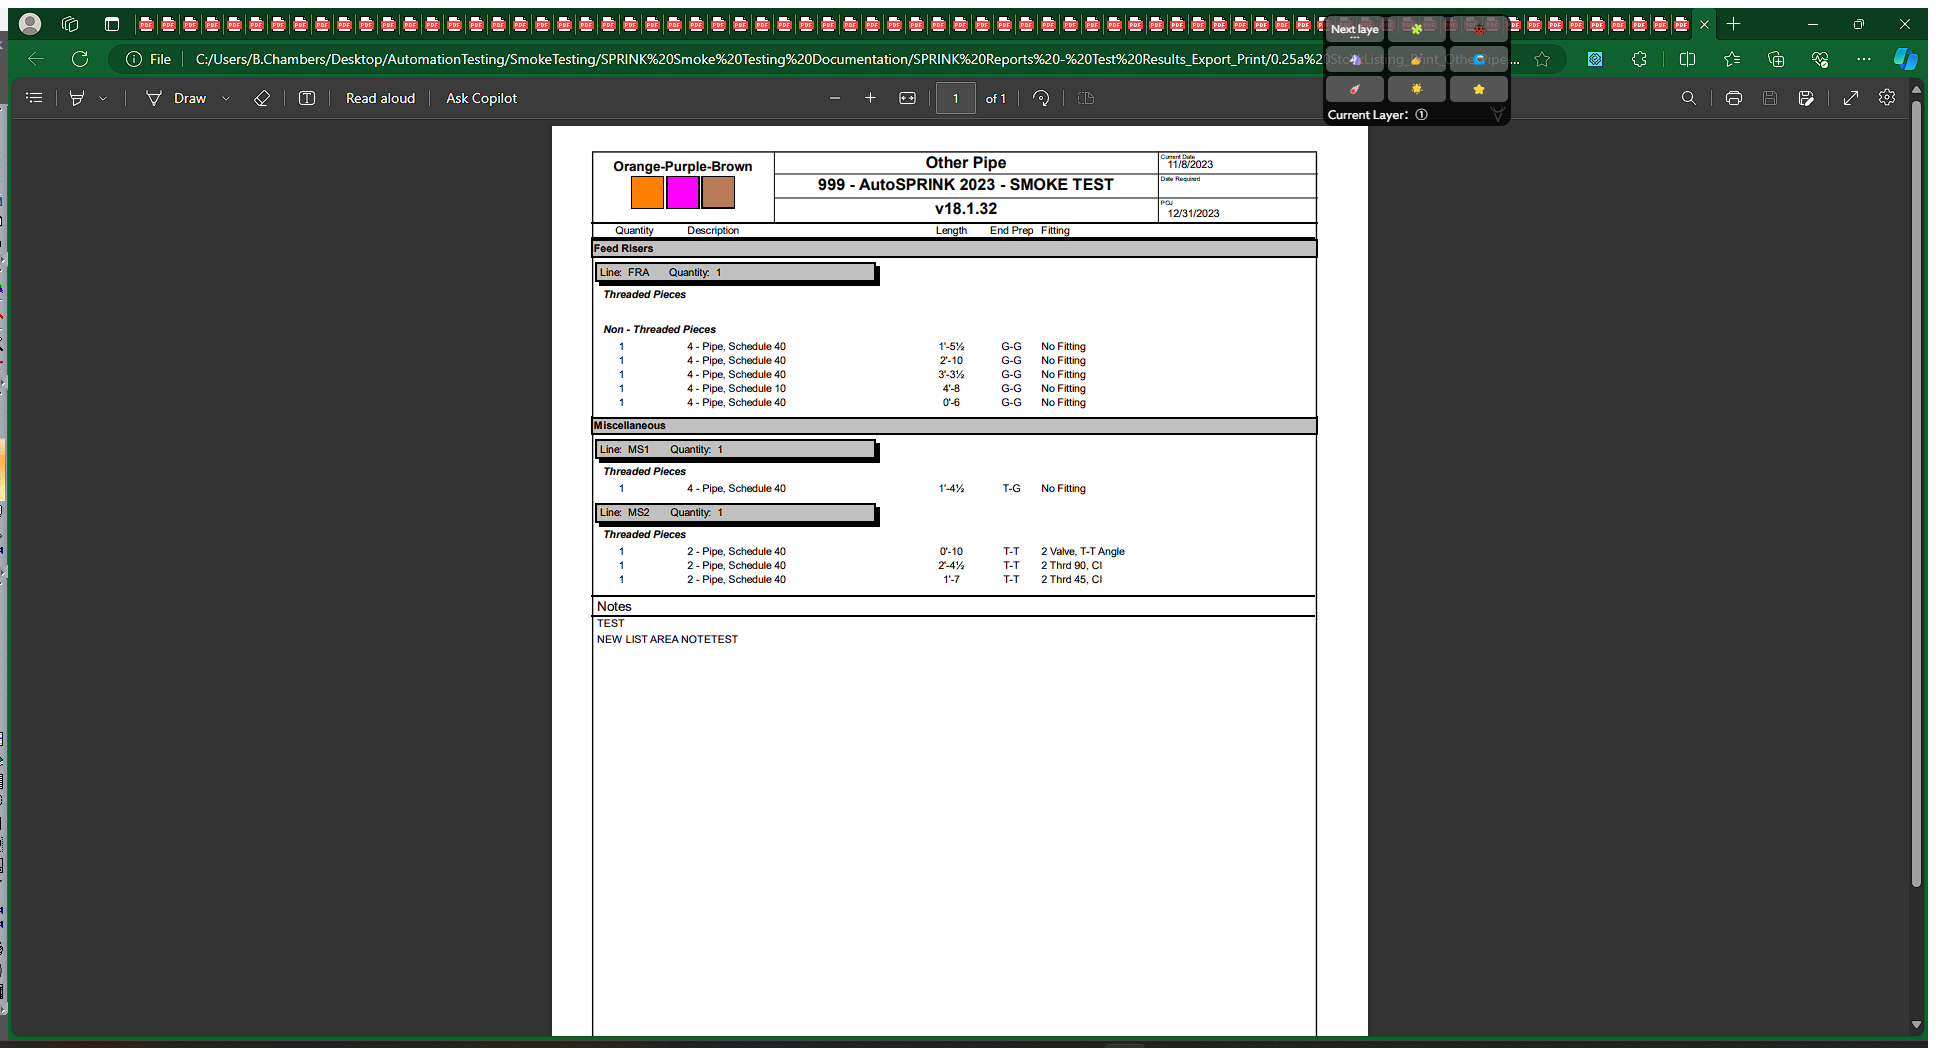 Next laye
File
C:/Users/B.Chambers/Desktop/AutomationTesting/SmokeTesting/SPRINK%20Smoke%20Testing%20Documentation/SPRINK%20Reports%20-%20Test%20Results_Export_Print/0.25a%20
Draw
Read aloud
Ask Copilot
1 of 1
Current Layer: ①
Orange-Purple-Brown
Other Pipe
Current Date
11/8/2023
999 - AutoSPRINK 2023 - SMOKE TEST
Date Required
v18.1.32
12/31/2023
Quantity Description Length End Prep Fitting
Feed Risers
Line: FRA Quantity: 1
Threaded Pieces
Non - Threaded Pieces
1 4 - Pipe, Schedule 40 1'-5½ G-G No Fitting
1 4 - Pipe, Schedule 40 2'-10 G-G No Fitting
1 4 - Pipe, Schedule 40 3'-3½ G-G No Fitting
1 4 - Pipe, Schedule 10 4'-8 G-G No Fitting
1 4 - Pipe, Schedule 40 0'-6 G-G No Fitting
Miscellaneous
Line: MS1 Quantity: 1
Threaded Pieces
1 4 - Pipe, Schedule 40 1'-4½ T-G No Fitting
Line: MS2 Quantity: 1
Threaded Pieces
1 2 - Pipe, Schedule 40 0'-10 T-T 2 Valve, T-T Angle
1 2 - Pipe, Schedule 40 2'-4½ T-T 2 Thrd 90, CI
1 2 - Pipe, Schedule 40 1'-7 T-T 2 Thrd 45, CI
Notes
TEST
NEW LIST AREA NOTETEST